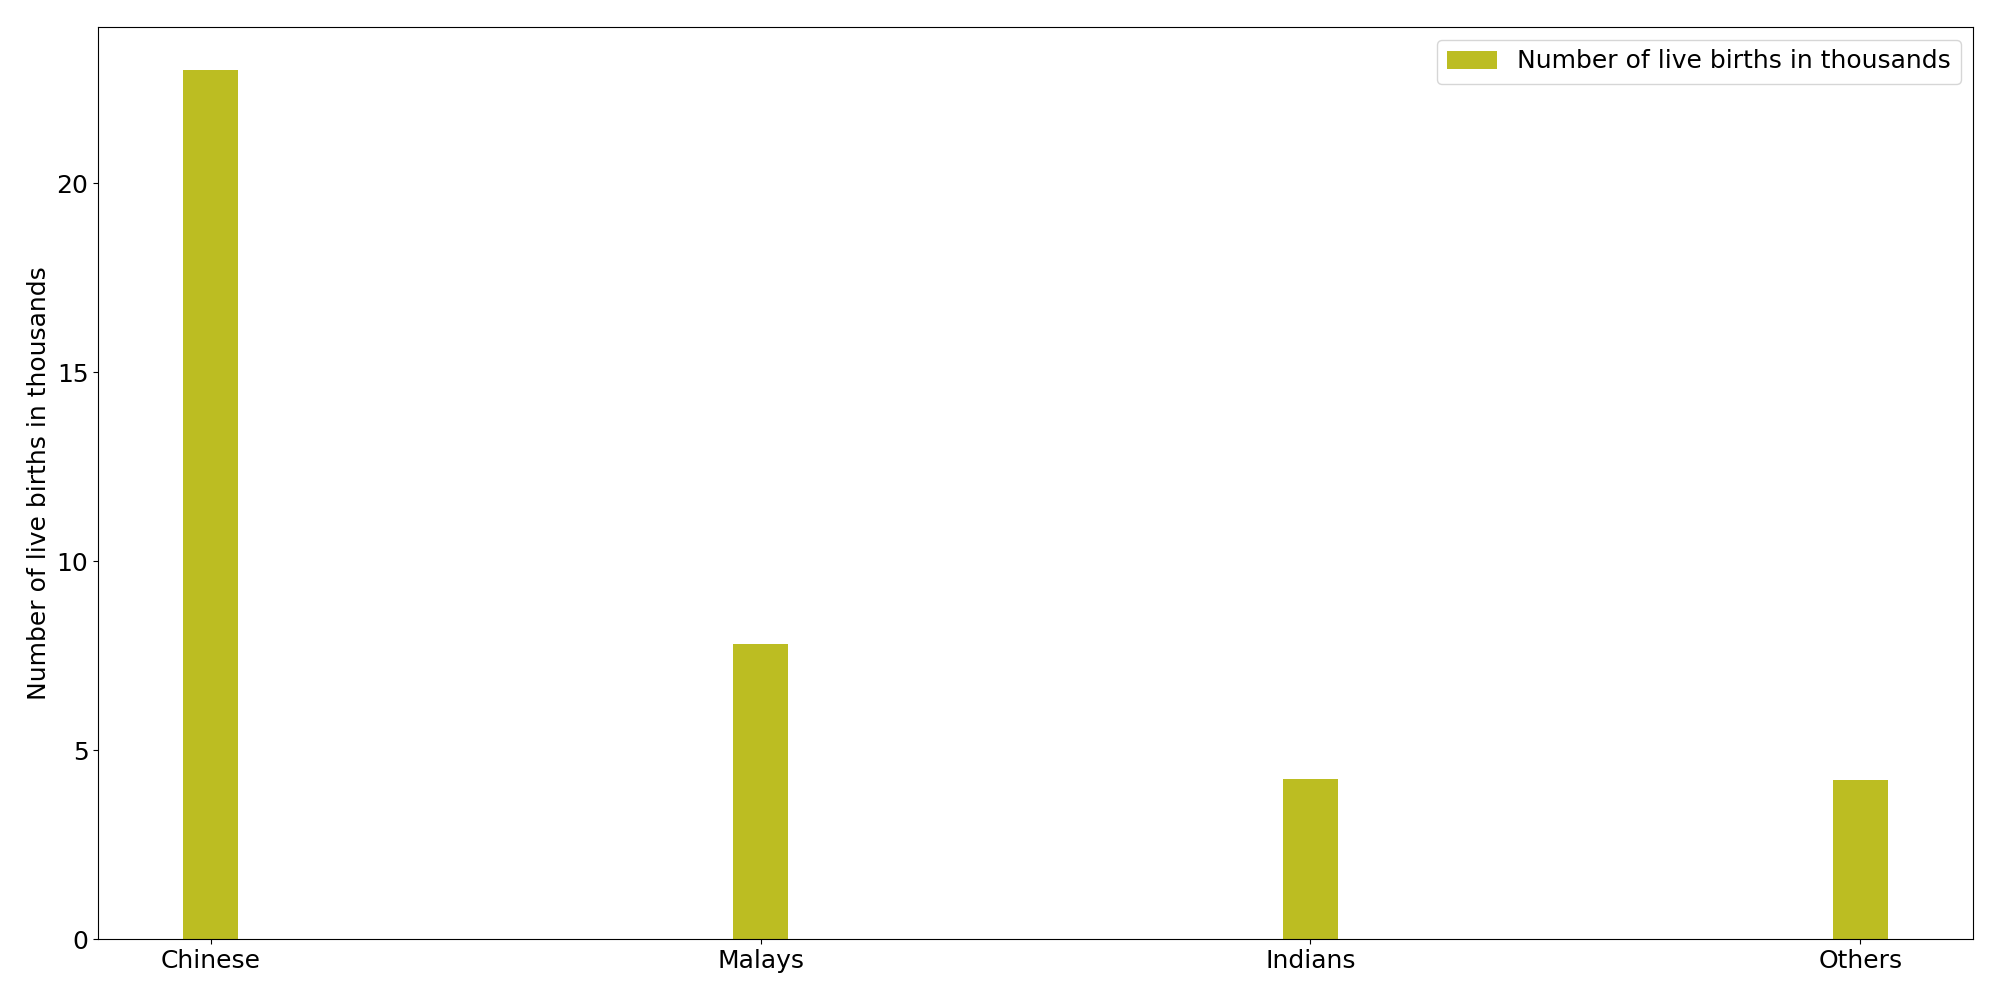 Number of live births in thousands
Number of live births in thousands
20
15
10
5
0
Chinese
Malays
Indians
Others